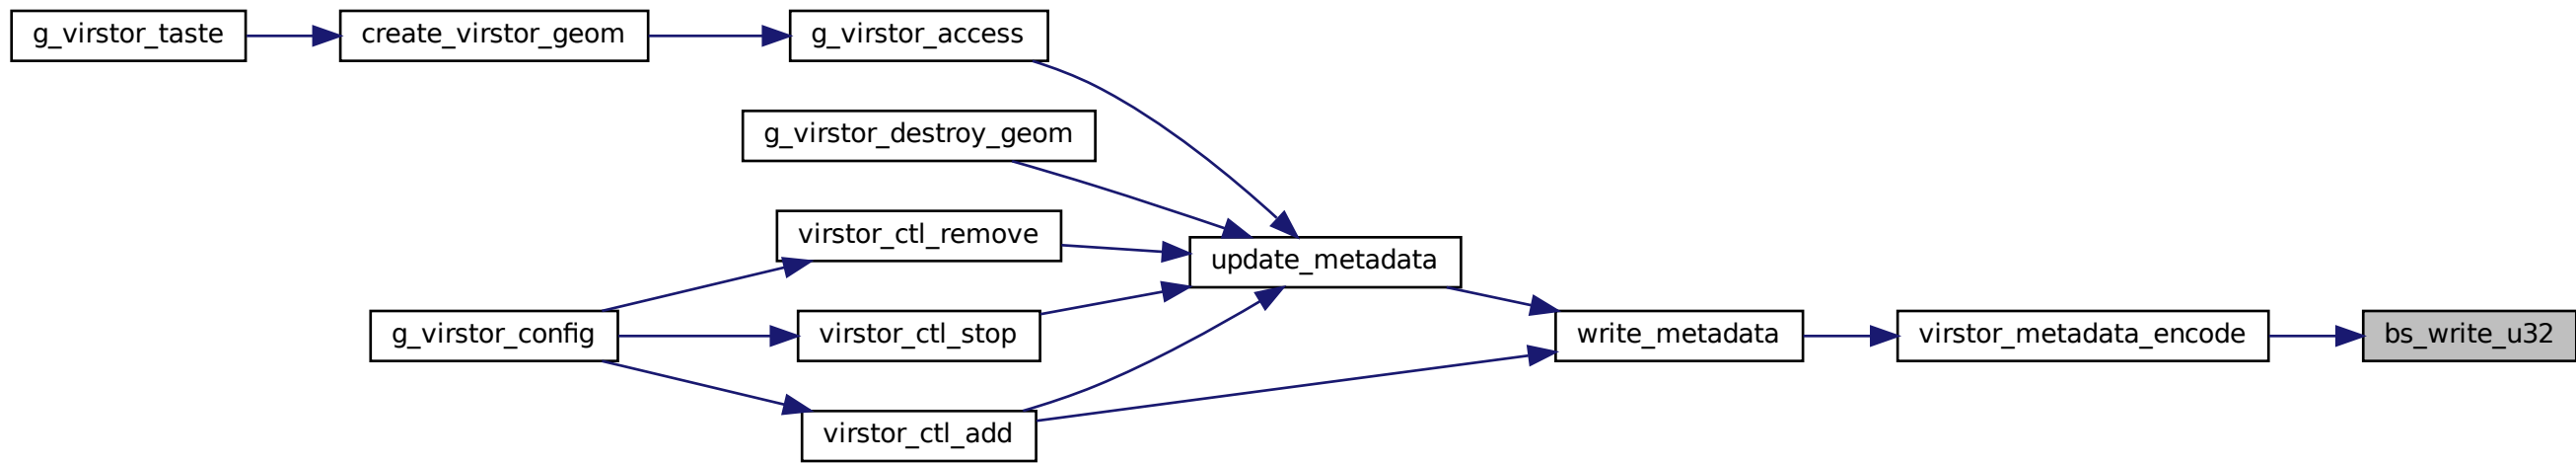 g_virstor_taste
create_virstor_geom
g_virstor_access
g_virstor_destroy_geom
virstor_ctl_remove
update_metadata
g_virstor_config
virstor_ctl_stop
write_metadata
virstor_metadata_encode
bs_write_u32
virstor_ctl_add